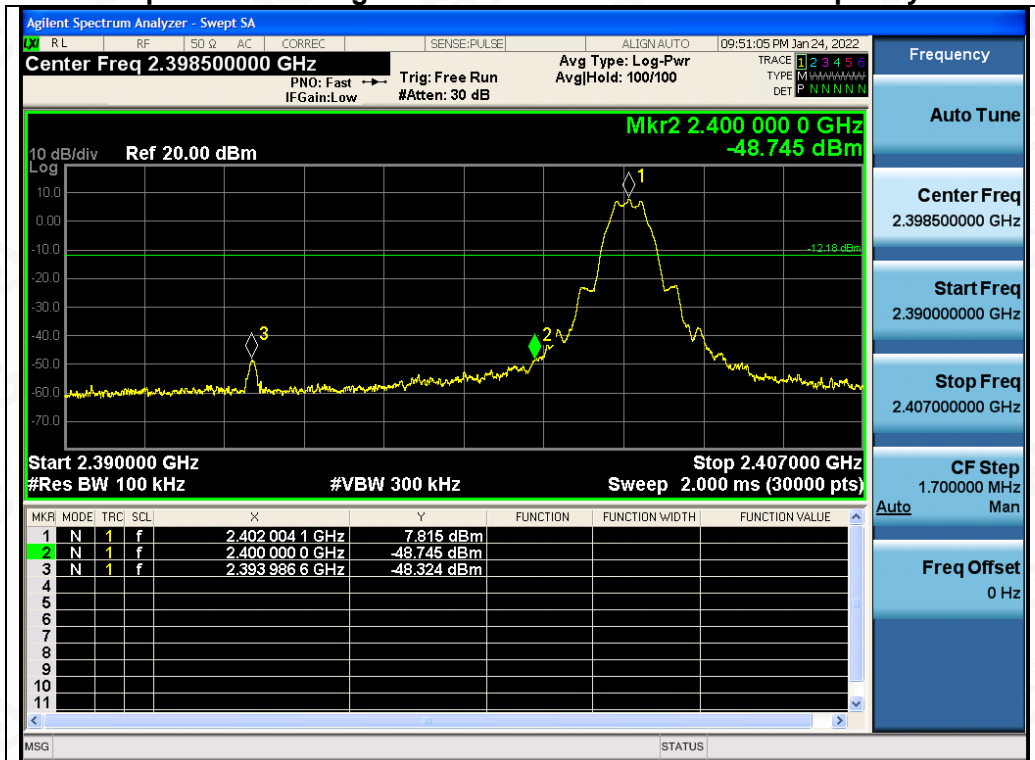 Agilent Spectrum Analyzer - Swept SA
LXI RL RF 50 Ω AC CORREC SENSE:PULSE ALIGN AUTO 09:51:05 PM Jan 24, 2022
Center Freq 2.398500000 GHz
PNO: Fast
IFGain:Low
Trig: Free Run
#Atten: 30 dB
Avg Type: Log-Pwr
Avg|Hold: 100/100
TRACE 1 2 3 4 5 6
TYPE M WWWWW
DET P N N N N N
Mkr2 2.400 000 0 GHz
-48.745 dBm
10 dB/div Ref 20.00 dBm
Log
10.0
0.00
-10.0
-20.0
-30.0
-40.0
-50.0
-60.0
-70.0
1
-12.18 dBm
2
3
Start 2.390000 GHz Stop 2.407000 GHz
#Res BW 100 kHz #VBW 300 kHz Sweep 2.000 ms (30000 pts)
MKR MODE TRC SCL X Y FUNCTION FUNCTION WIDTH FUNCTION VALUE
1 N 1 f 2.402 004 1 GHz 7.815 dBm
2 N 1 f 2.400 000 0 GHz -48.745 dBm
3 N 1 f 2.393 986 6 GHz -48.324 dBm
4
5
6
7
8
9
10
11
MSG STATUS
Frequency
Auto Tune
Center Freq
2.398500000 GHz
Start Freq
2.390000000 GHz
Stop Freq
2.407000000 GHz
CF Step
1.700000 MHz
Auto Man
Freq Offset
0 Hz